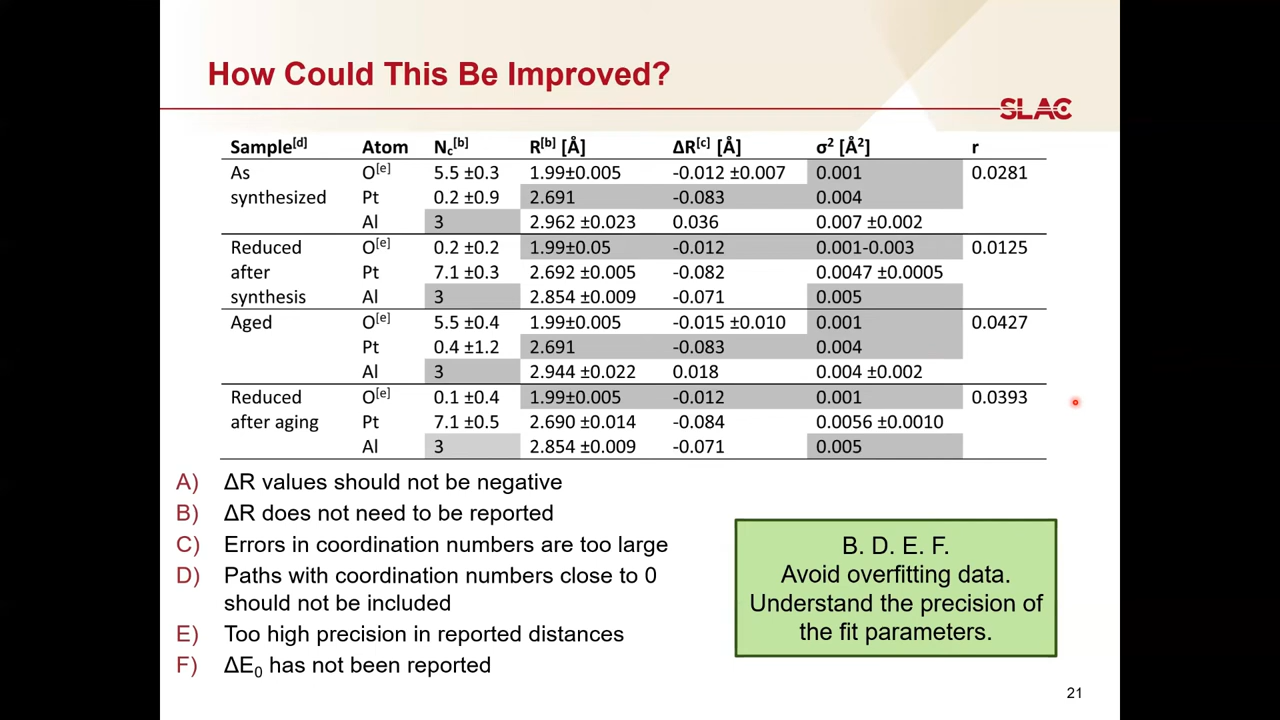 How Could This Be Improved?
SLAC
Sample[d] Atom Nc[b] R[b] [Å] ΔR[c] [Å] σ² [Å²] r
As O[e] 5.5 ±0.3 1.99±0.005 -0.012 ±0.007 0.001 0.0281
synthesized Pt 0.2 ±0.9 2.691 -0.083 0.004
Al 3 2.962 ±0.023 0.036 0.007 ±0.002
Reduced O[e] 0.2 ±0.2 1.99±0.05 -0.012 0.001-0.003 0.0125
after Pt 7.1 ±0.3 2.692 ±0.005 -0.082 0.0047 ±0.0005
synthesis Al 3 2.854 ±0.009 -0.071 0.005
Aged O[e] 5.5 ±0.4 1.99±0.005 -0.015 ±0.010 0.001 0.0427
Pt 0.4 ±1.2 2.691 -0.083 0.004
Al 3 2.944 ±0.022 0.018 0.004 ±0.002
Reduced O[e] 0.1 ±0.4 1.99±0.005 -0.012 0.001 0.0393
after aging Pt 7.1 ±0.5 2.690 ±0.014 -0.084 0.0056 ±0.0010
Al 3 2.854 ±0.009 -0.071 0.005
A) ΔR values should not be negative
B) ΔR does not need to be reported
C) Errors in coordination numbers are too large
D) Paths with coordination numbers close to 0
should not be included
E) Too high precision in reported distances
F) ΔE₀ has not been reported
B. D. E. F.
Avoid overfitting data.
Understand the precision of
the fit parameters.
21